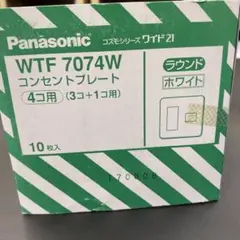 Panasonic コスモシリーズ ワイド21
WTF 7074W
ラウンド
コンセントプレート
ホワイト
4コ用 (3コ+1コ用)
10枚入